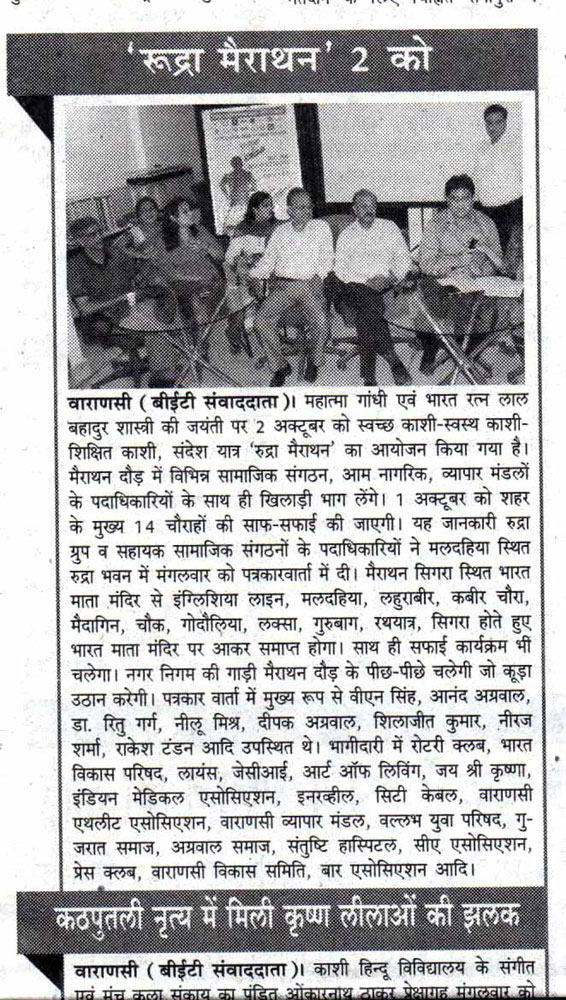 'रूद्रा मैराथन' 2 को
वाराणसी (बीईटी संवाददाता)। महात्मा गांधी एवं भारत रत्न लाल
बहादुर शास्त्री की जयंती पर 2 अक्टूबर को स्वच्छ काशी-स्वस्थ काशी-
शिक्षित काशी, संदेश यात्र 'रुद्रा मैराथन' का आयोजन किया गया है।
मैराथन दौड़ में विभिन्न सामाजिक संगठन, आम नागरिक, व्यापार मंडलों
के पदाधिकारियों के साथ ही खिलाड़ी भाग लेंगे। 1 अक्टूबर को शहर
के मुख्य 14 चौराहों की साफ-सफाई की जाएगी। यह जानकारी रुद्रा
ग्रुप व सहायक सामाजिक संगठनों के पदाधिकारियों ने मलदहिया स्थित
रुद्रा भवन में मंगलवार को पत्रकारवार्ता में दी। मैराथन सिगरा स्थित भारत
माता मंदिर से इंग्लिशिया लाइन, मलदहिया, लहुराबीर, कबीर चौरा,
मैदागिन, चौक, गोदौलिया, लक्सा, गुरुबाग, रथयात्र, सिगरा होते हुए
भारत माता मंदिर पर आकर समाप्त होगा। साथ ही सफाई कार्यक्रम भी
चलेगा। नगर निगम की गाड़ी मैराथन दौड़ के पीछ-पीछे चलेगी जो कूड़ा
उठान करेगी। पत्रकार वार्ता में मुख्य रूप से वीएन सिंह, आनंद अग्रवाल,
डा. रितु गर्ग, नीलू मिश्र, दीपक अग्रवाल, शिलाजीत कुमार, नीरज
शर्मा, राकेश टंडन आदि उपस्थित थे। भागीदारी में रोटरी क्लब, भारत
विकास परिषद, लायंस, जेसीआई, आर्ट ऑफ लिविंग, जय श्री कृष्णा,
इंडियन मेडिकल एसोसिएशन, इनरव्हील, सिटी केबल, वाराणसी
एथलीट एसोसिएशन, वाराणसी व्यापार मंडल, वल्लभ युवा परिषद, गु-
जरात समाज, अग्रवाल समाज, संतुष्टि हास्पिटल, सीए एसोसिएशन,
प्रेस क्लब, वाराणसी विकास समिति, बार एसोसिएशन आदि।
कठपुतली नृत्य में मिली कृष्ण लीलाओं की झलक
वाराणसी (बीईटी संवाददाता)। काशी हिन्दू विविद्यालय के संगीत
एवं मंच कला संकाय का पंडित ओंकारनाथ ठाकुर प्रेक्षागृह मंगलवार को